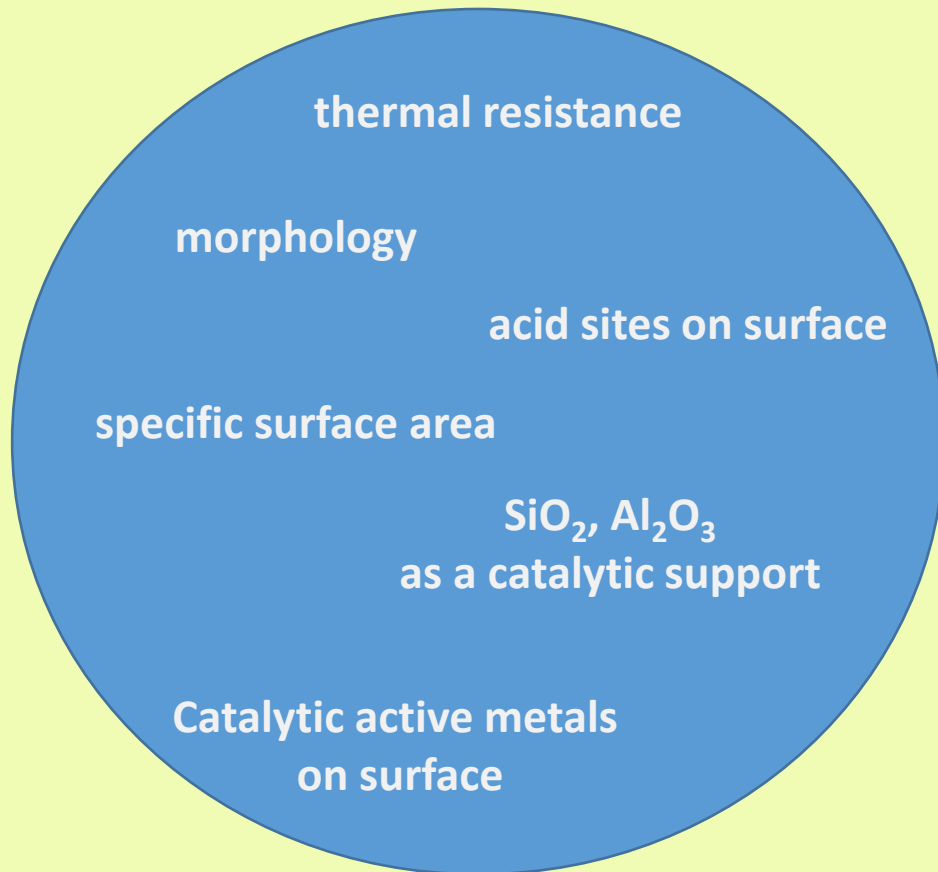 thermal resistance
morphology
acid sites on surface
specific surface area
SiO₂, Al₂O₃
as a catalytic support
Catalytic active metals
on surface